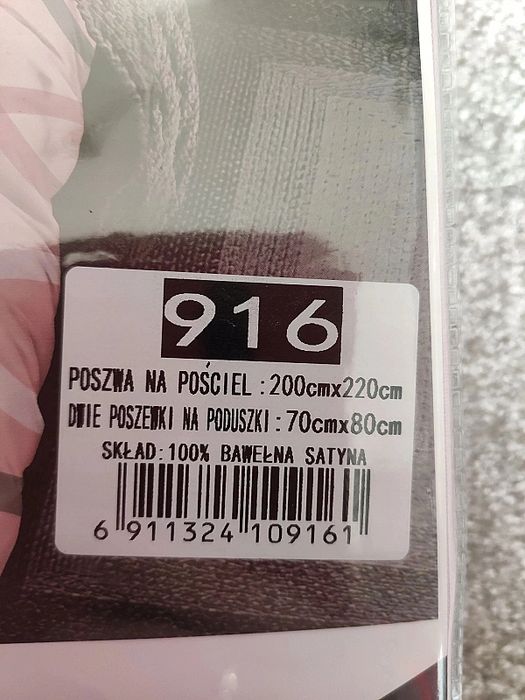 916
POSZWA NA POŚCIEL : 200cmx220cm
DWIE POSZEWKI NA PODUSZKI : 70cmx80cm
SKŁAD: 100% BAWEŁNA SATYNA
6 911324 109161